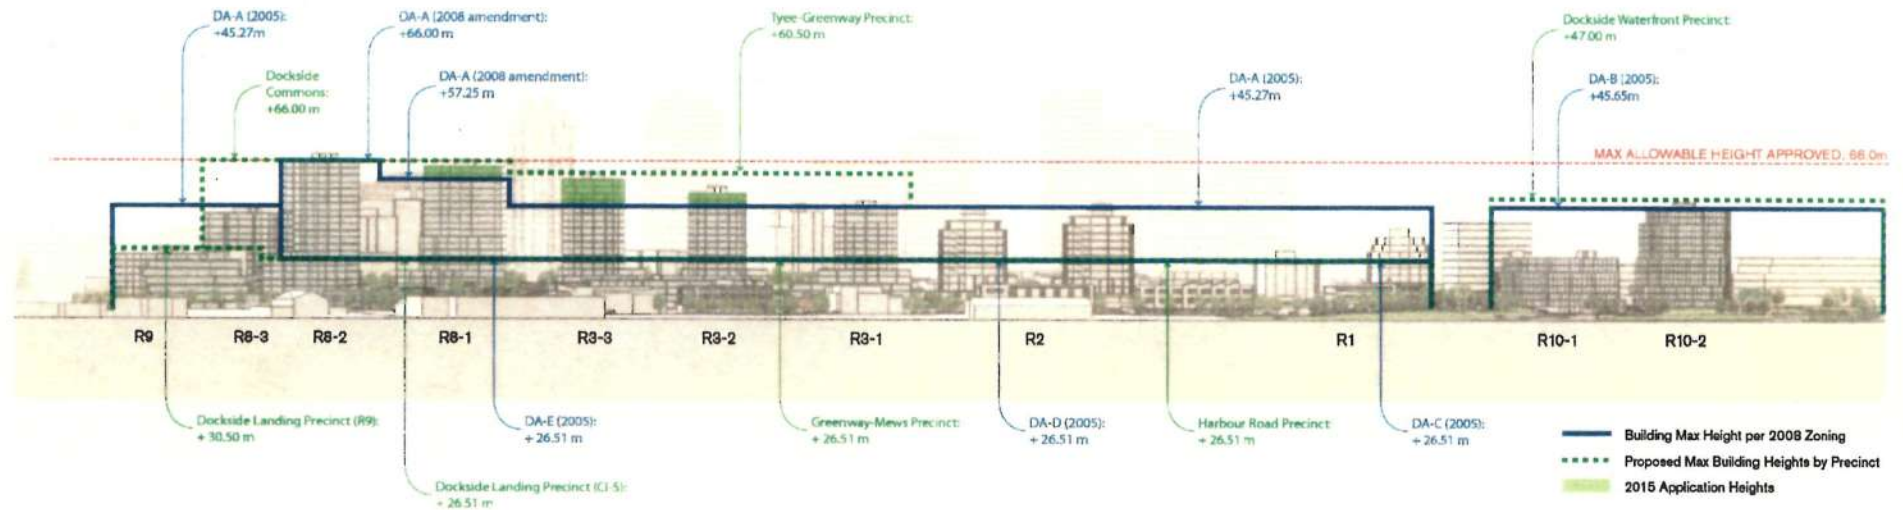 DA-A (2005):
+45.27m
DA-A (2008 amendment):
+66.00 m
Tyee-Greenway Precinct:
+60.50 m
Dockside Waterfront Precinct:
+47.00 m
Dockside
Commons:
+66.00 m
DA-A (2008 amendment):
+57.25 m
DA-A (2005):
+45.27m
DA-B (2005):
+45.65m
MAX ALLOWABLE HEIGHT APPROVED, 66.0m
R9
R8-3
R8-2
R8-1
R3-3
R3-2
R3-1
R2
R1
R10-1
R10-2
Dockside Landing Precinct (R9):
+ 30.50 m
DA-E (2005):
+ 26.51 m
Greenway-Mews Precinct:
+ 26.51 m
DA-D (2005):
+ 26.51 m
Harbour Road Precinct:
+ 26.51 m
DA-C (2005):
+ 26.51 m
Dockside Landing Precinct (CI-5):
+ 26.51 m
Building Max Height per 2008 Zoning
Proposed Max Building Heights by Precinct
2015 Application Heights